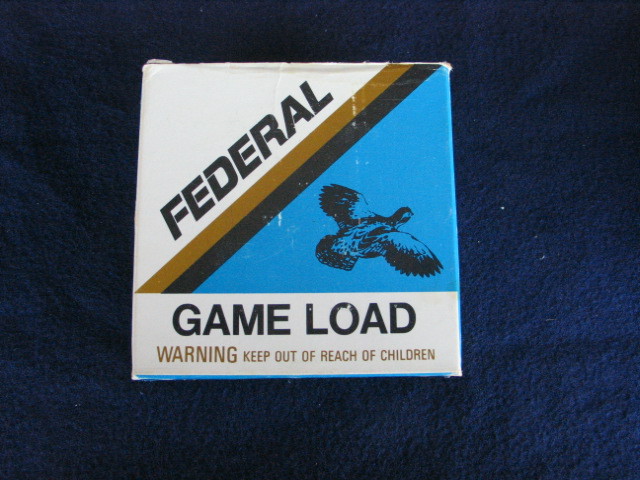 FEDERAL
GAME LOAD
WARNING KEEP OUT OF REACH OF CHILDREN